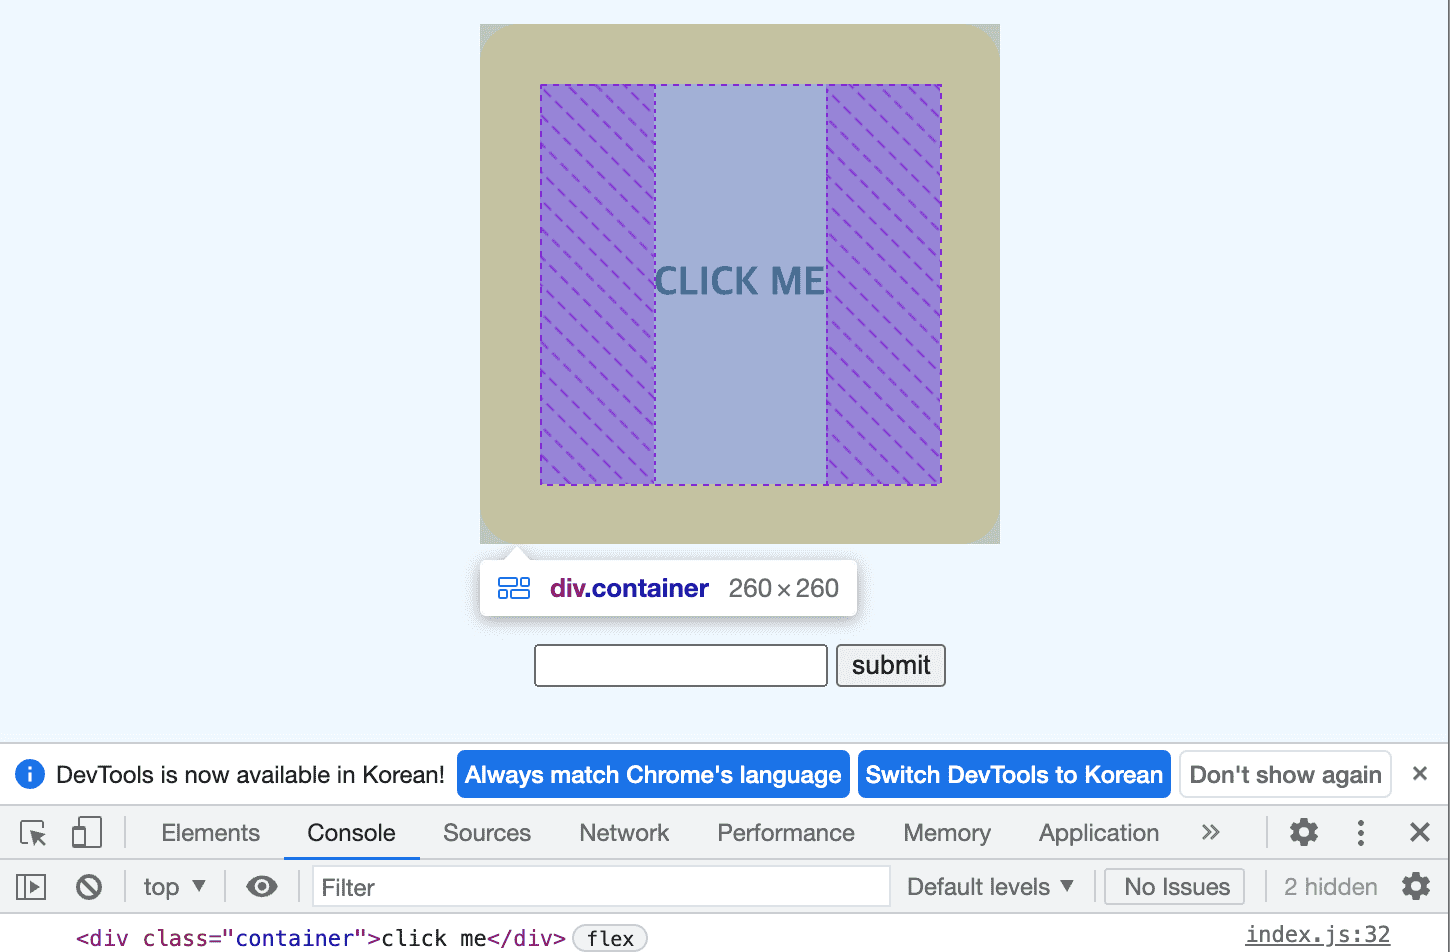 CLICK ME
div.container 260 × 260
submit
DevTools is now available in Korean! Always match Chrome's language Switch DevTools to Korean Don't show again
Elements Console Sources Network Performance Memory Application
top Filter Default levels No Issues 2 hidden
<div class="container">click me</div> flex index.js:32